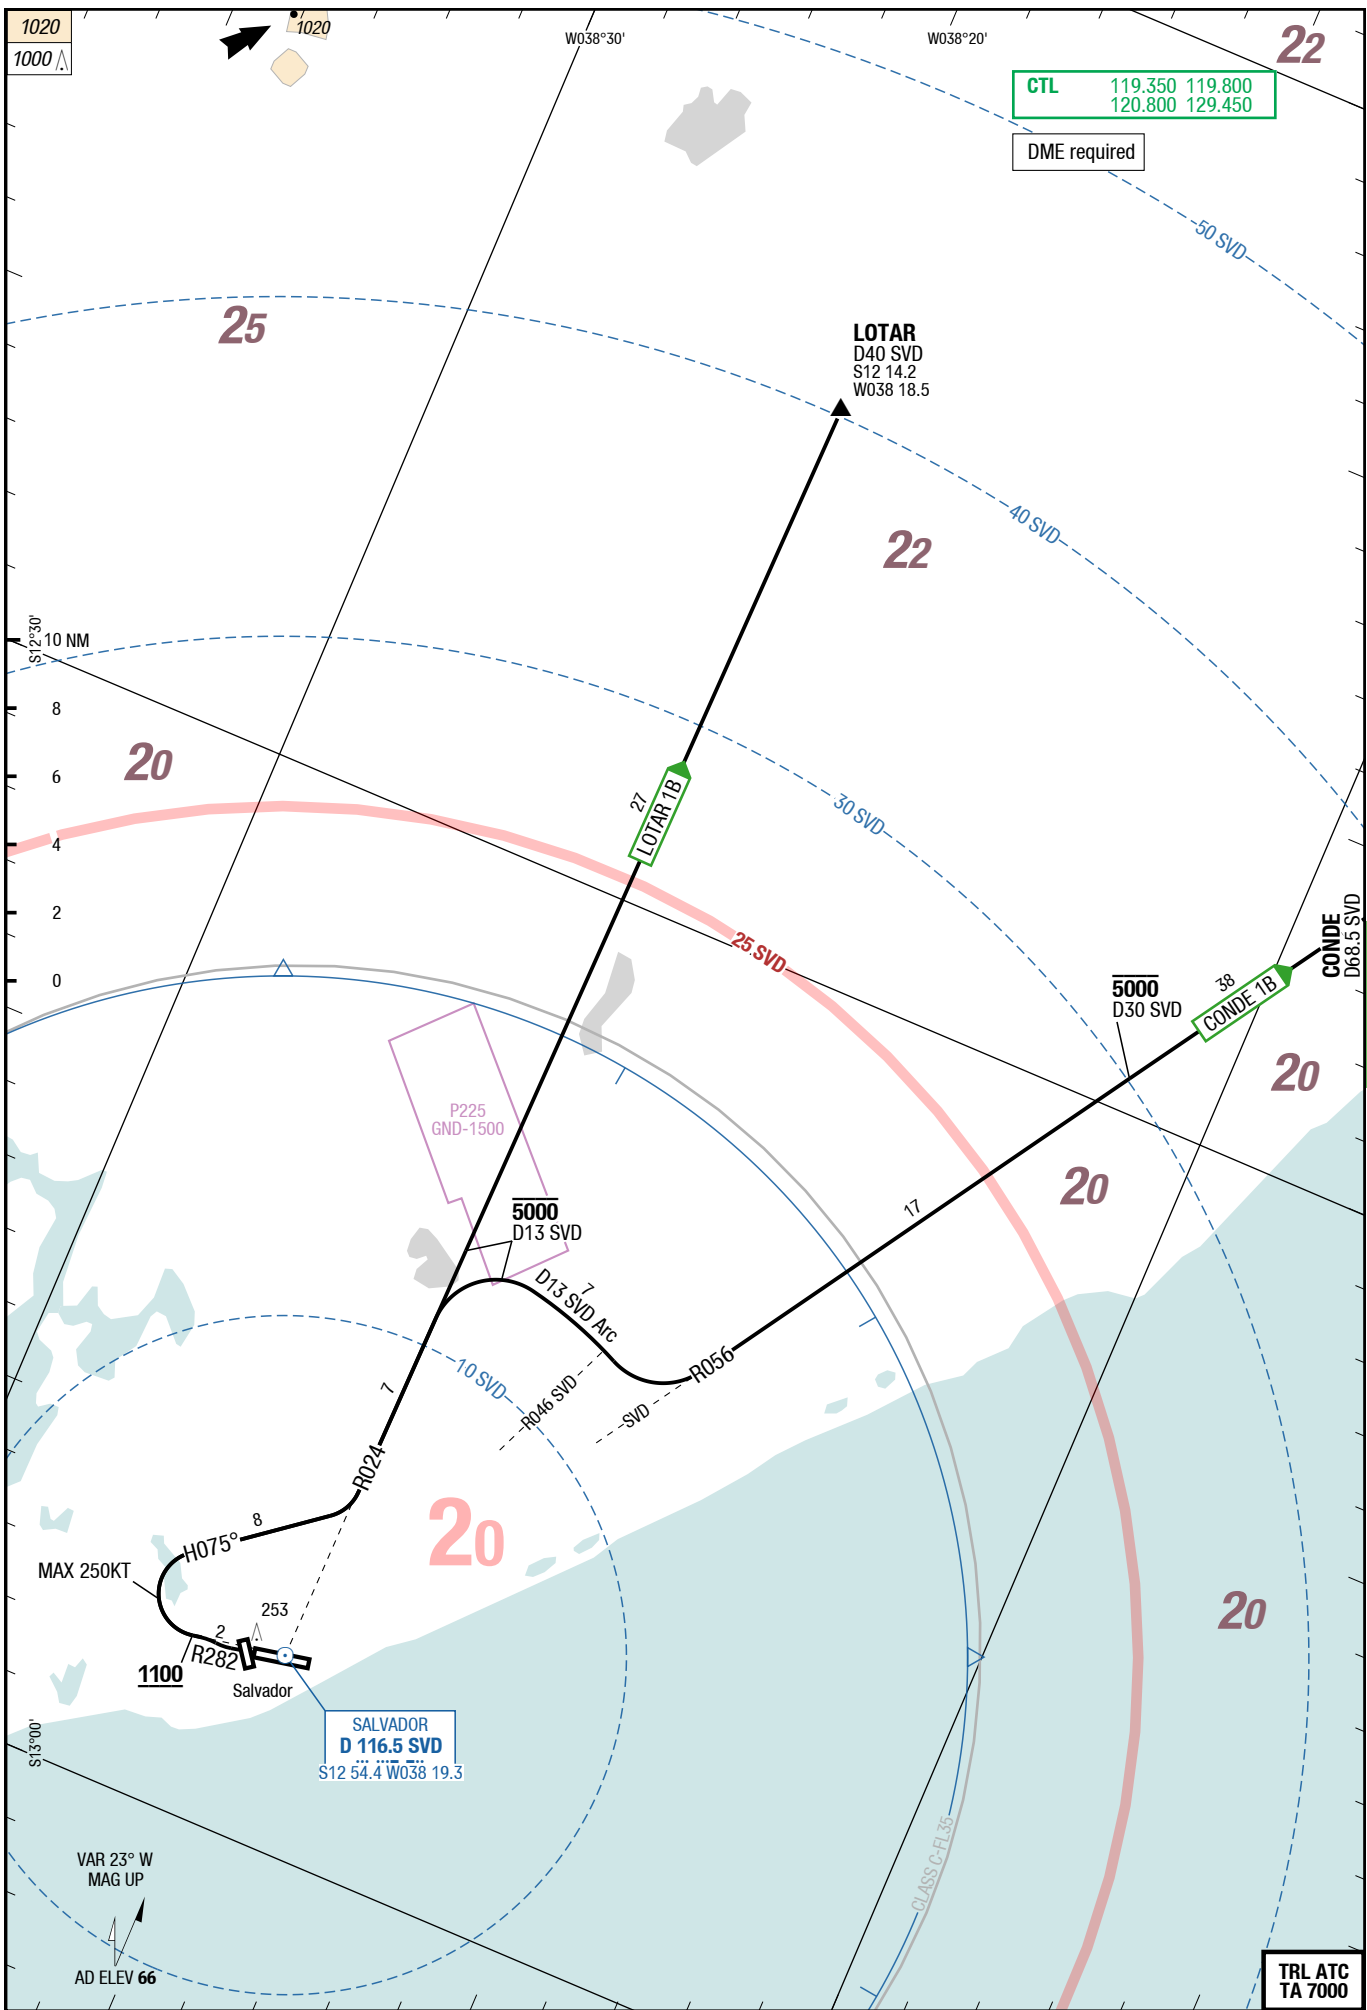 1020
1000
1020
W038°30'
W038°20'
22
CTL 119.350 119.800
120.800 129.450
DME required
50 SVD
25
LOTAR
D40 SVD
S12 14.2
W038 18.5
40 SVD
22
S12°30'
10 NM
8
6
4
2
0
20
30 SVD
27
LOTAR 1B
25 SVD
CONDE
D68.5 SVD
38
CONDE 1B
5000
D30 SVD
20
P225
GND-1500
20
17
5000
D13 SVD
7
D13 SVD Arc
R056
SVD
R046 SVD
10 SVD
7
R024
20
8
H075°
MAX 250KT
253
2
R282
1100
Salvador
20
SALVADOR
D 116.5 SVD
S12 54.4 W038 19.3
S13°00'
CLASS C-FL35
VAR 23° W
MAG UP
AD ELEV 66
TRL ATC
TA 7000